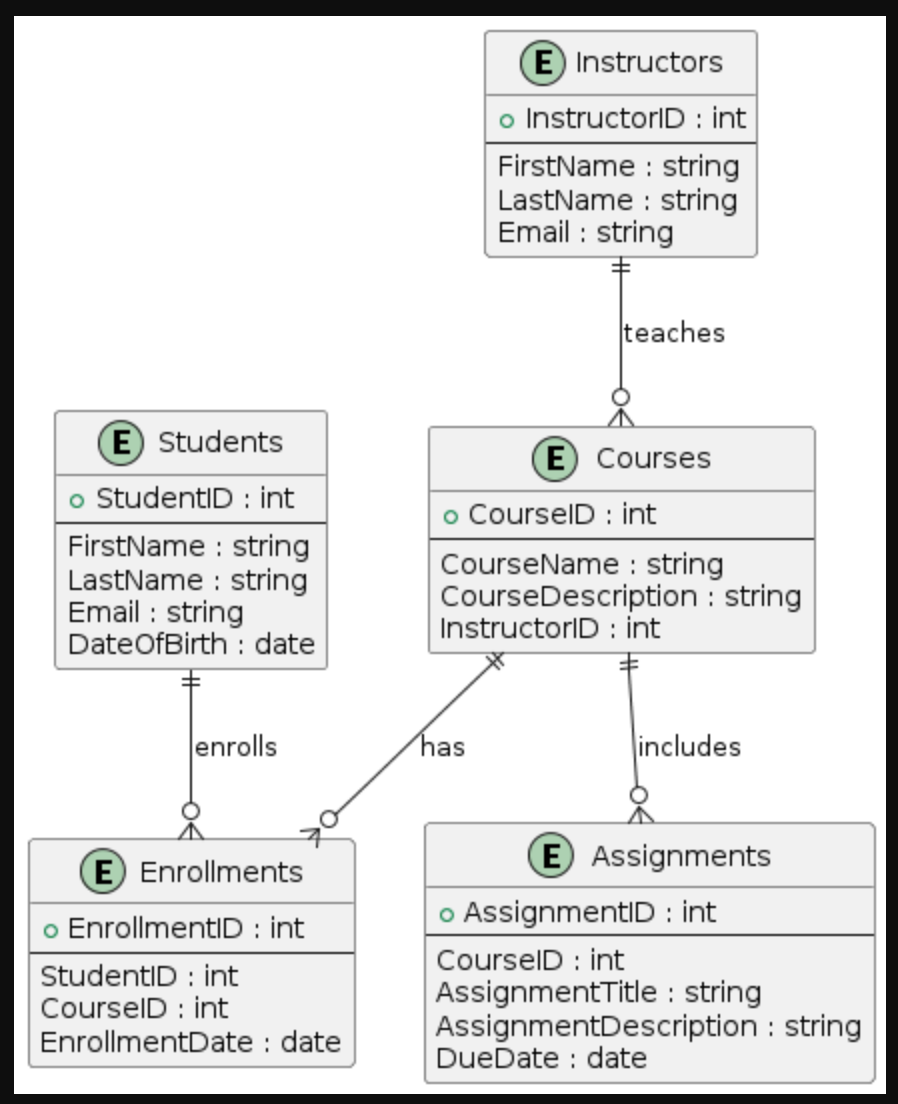 E Instructors
InstructorID : int
FirstName : string
LastName : string
Email : string
teaches
E Students
StudentID : int
FirstName : string
LastName : string
Email : string
DateOfBirth : date
E Courses
CourseID : int
CourseName : string
CourseDescription : string
InstructorID : int
enrolls
has
includes
E Enrollments
EnrollmentID : int
StudentID : int
CourseID : int
EnrollmentDate : date
E Assignments
AssignmentID : int
CourseID : int
AssignmentTitle : string
AssignmentDescription : string
DueDate : date